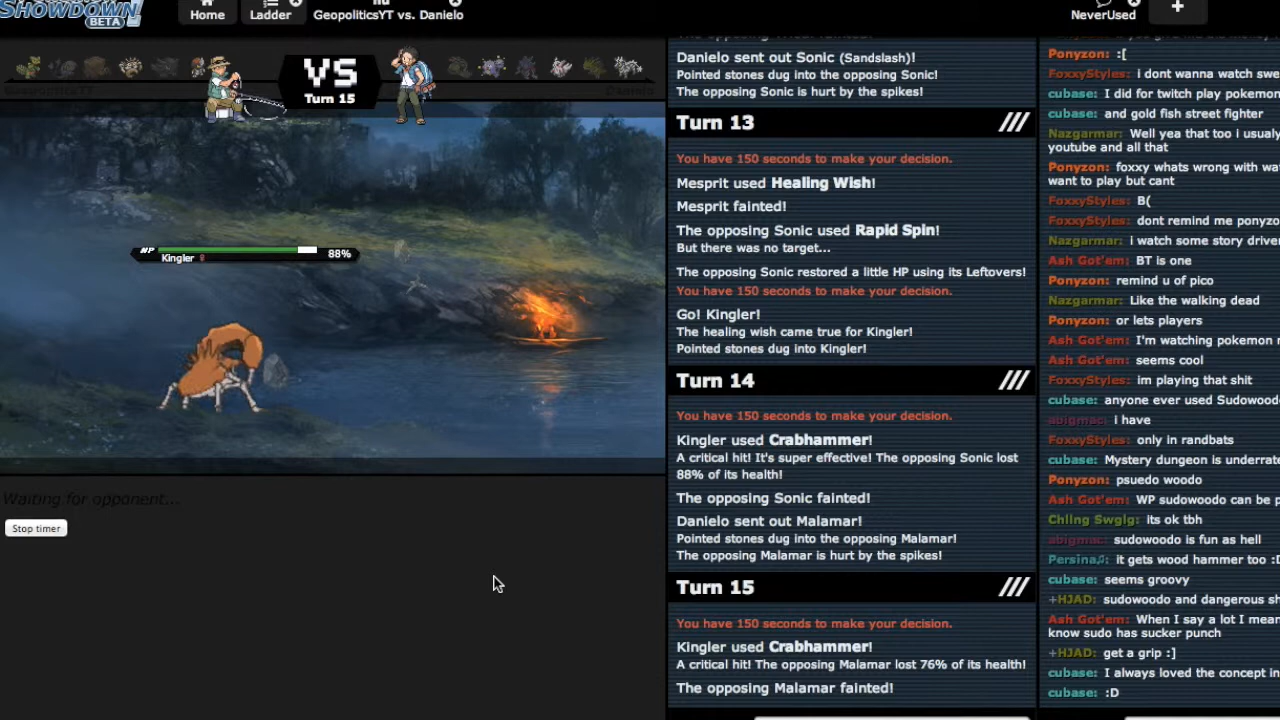 SHOWDOWN!
BETA
Home
Ladder
GeopoliticsYT vs. Danielo
NeverUsed
+
VS
Turn 15
Kingler
88%
Waiting for opponent...
Stop timer
Danielo sent out Sonic (Sandslash)!
Pointed stones dug into the opposing Sonic!
The opposing Sonic is hurt by the spikes!
Turn 13
You have 150 seconds to make your decision.
Mesprit used Healing Wish!
Mesprit fainted!
The opposing Sonic used Rapid Spin!
But there was no target...
The opposing Sonic restored a little HP using its Leftovers!
You have 150 seconds to make your decision.
Go! Kingler!
The healing wish came true for Kingler!
Pointed stones dug into Kingler!
Turn 14
You have 150 seconds to make your decision.
Kingler used Crabhammer!
A critical hit! It's super effective! The opposing Sonic lost
88% of its health!
The opposing Sonic fainted!
Danielo sent out Malamar!
Pointed stones dug into the opposing Malamar!
The opposing Malamar is hurt by the spikes!
Turn 15
You have 150 seconds to make your decision.
Kingler used Crabhammer!
A critical hit! The opposing Malamar lost 76% of its health!
The opposing Malamar fainted!
Ponyzon: :[
FoxxyStyles: i dont wanna watch swe
cubase: I did for twitch play pokemon
cubase: and gold fish street fighter
Nazgarmar: Well yea that too i usualy
youtube and all that
Ponyzon: foxxy whats wrong with wa
want to play but cant
FoxxyStyles: B(
FoxxyStyles: dont remind me ponyzo
Nazgarmar: i watch some story drive
Ash Got'em: BT is one
Ponyzon: remind u of pico
Nazgarmar: Like the walking dead
Ponyzon: or lets players
Ash Got'em: I'm watching pokemon
Ash Got'em: seems cool
FoxxyStyles: im playing that shit
cubase: anyone ever used Sudowoodo
abigmac: i have
FoxxyStyles: only in randbats
cubase: Mystery dungeon is underrate
Ponyzon: psuedo woodo
Ash Got'em: WP sudowoodo can be p
Chllng Swglg: its ok tbh
abigmac: sudowoodo is fun as hell
Persina♫: it gets wood hammer too :D
cubase: seems groovy
+HJAD: sudowoodo and dangerous sh
Ash Got'em: When I say a lot I mean
know sudo has sucker punch
+HJAD: get a grip :]
cubase: I always loved the concept in
cubase: :D